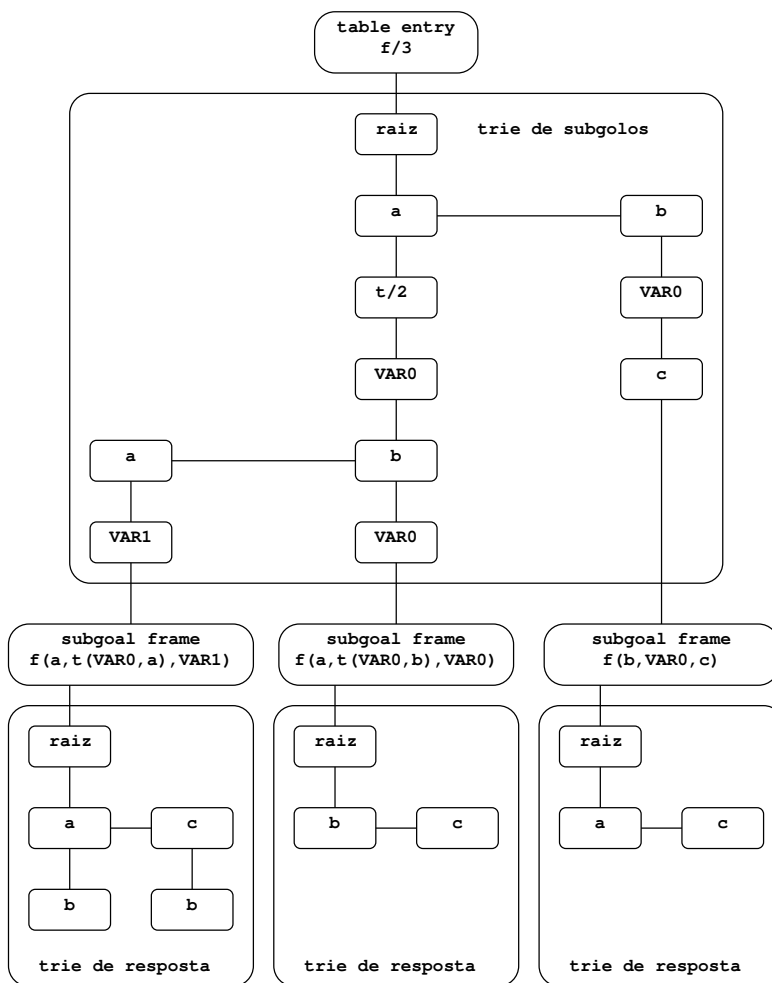 table entry
f/3
raiz
trie de subgolos
a
b
t/2
VAR0
VAR0
c
a
b
VAR1
VAR0
subgoal frame
f(a,t(VAR0,a),VAR1)
subgoal frame
f(a,t(VAR0,b),VAR0)
subgoal frame
f(b,VAR0,c)
raiz
a
c
b
b
trie de resposta
raiz
b
c
trie de resposta
raiz
a
c
trie de resposta